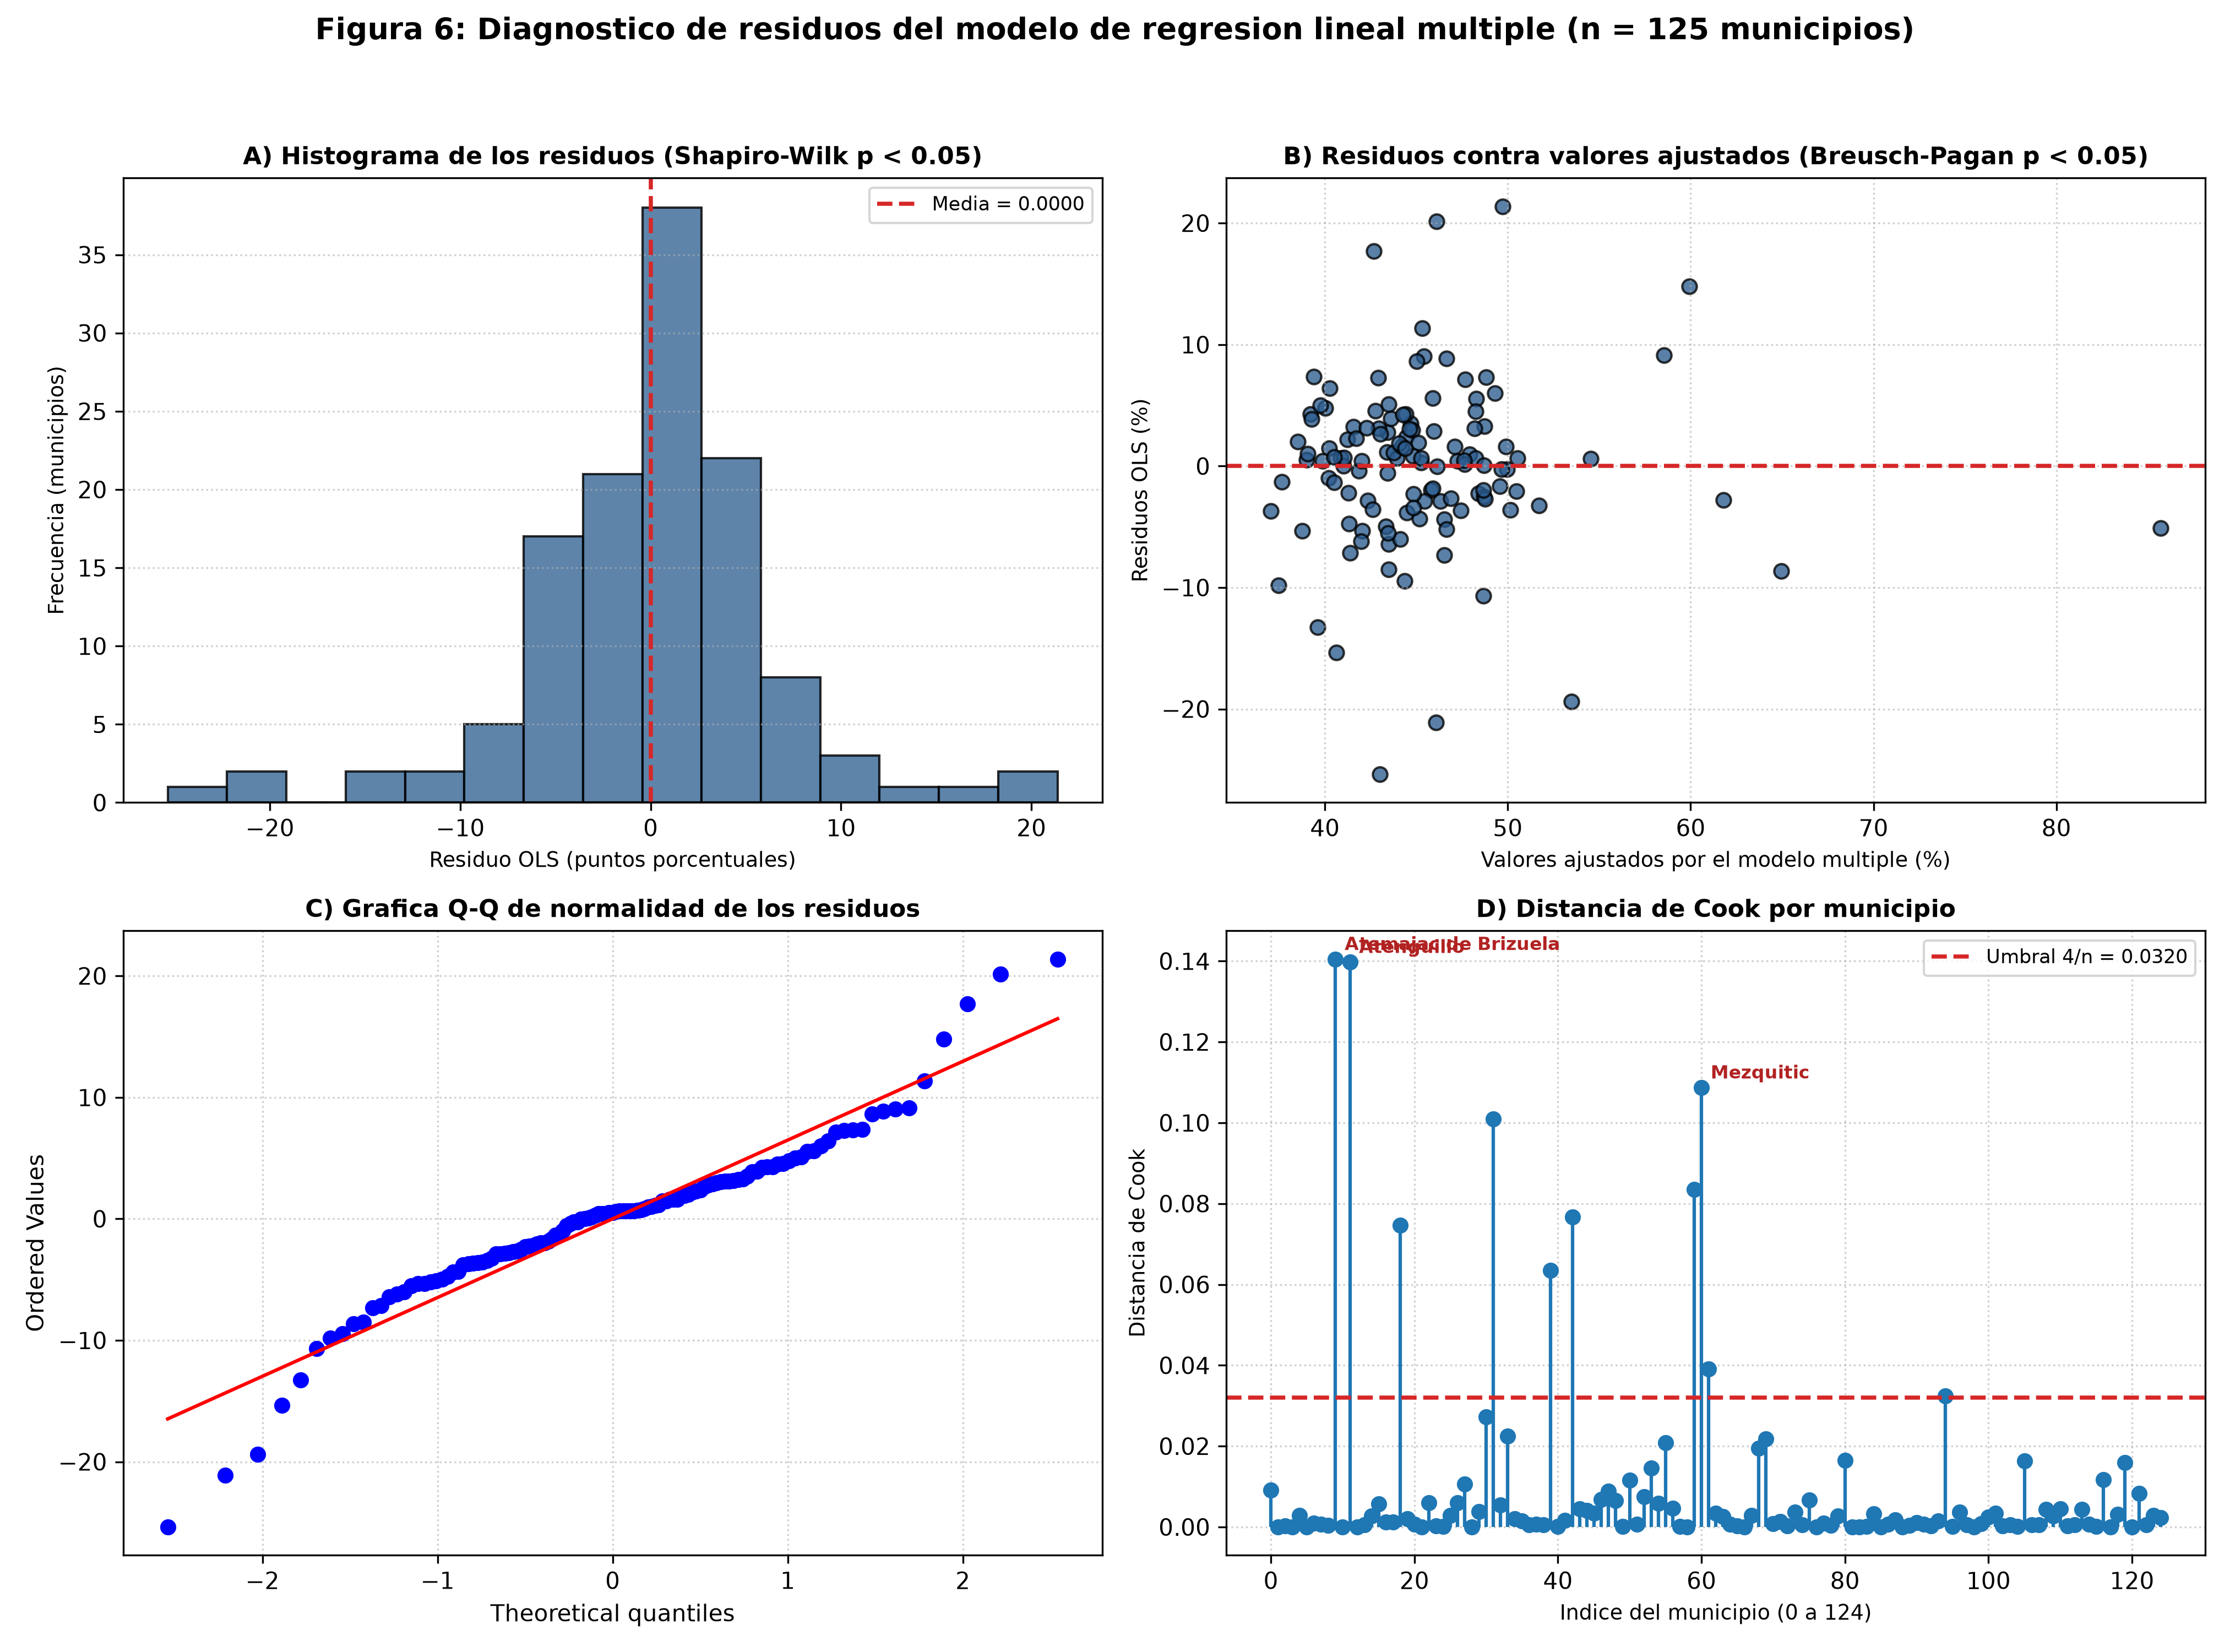 Figura 6: Diagnostico de residuos del modelo de regresion lineal multiple (n = 125 municipios)
A) Histograma de los residuos (Shapiro-Wilk p < 0.05)
Media = 0.0000
Frecuencia (municipios)
35
30
25
20
15
10
5
0
−20
−10
0
10
20
Residuo OLS (puntos porcentuales)
B) Residuos contra valores ajustados (Breusch-Pagan p < 0.05)
Residuos OLS (%)
20
10
0
−10
−20
40
50
60
70
80
Valores ajustados por el modelo multiple (%)
C) Grafica Q-Q de normalidad de los residuos
Ordered Values
20
10
0
−10
−20
−2
−1
0
1
2
Theoretical quantiles
D) Distancia de Cook por municipio
Atemajac de Brizuela
Atenguillo
Umbral 4/n = 0.0320
Mezquitic
Distancia de Cook
0.14
0.12
0.10
0.08
0.06
0.04
0.02
0.00
0
20
40
60
80
100
120
Indice del municipio (0 a 124)